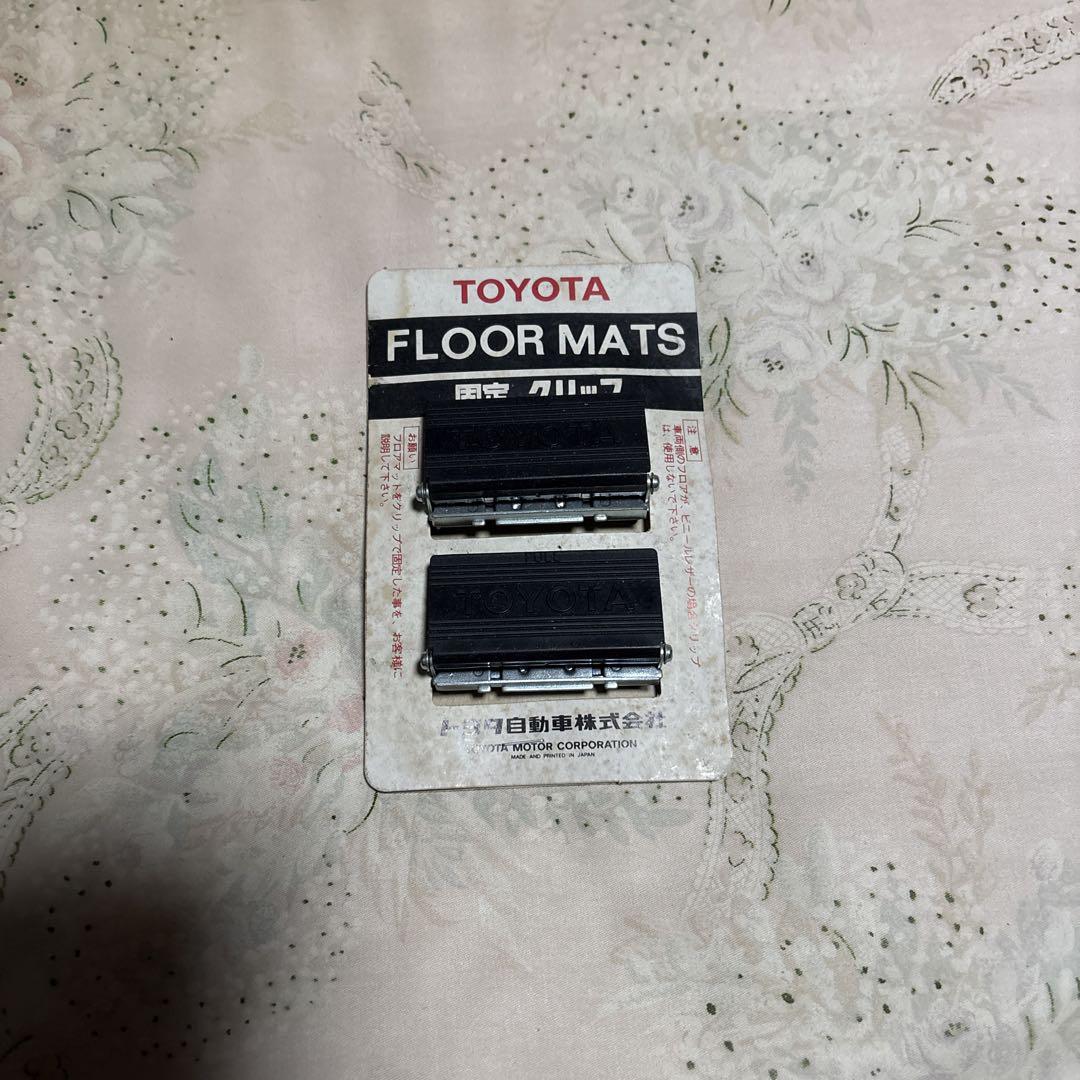 TOYOTA
FLOOR MATS
固定 クリップ
注意
車両側のフロアが、ビニールレザーの場合クリップ
は、使用しないで下さい。
お願い
フロアマットをクリップで固定した事を、お客様に
説明して下さい。
TOYOTA
PULL
TOYOTA
トヨタ自動車株式会社
TOYOTA MOTOR CORPORATION
MADE AND PRINTED IN JAPAN